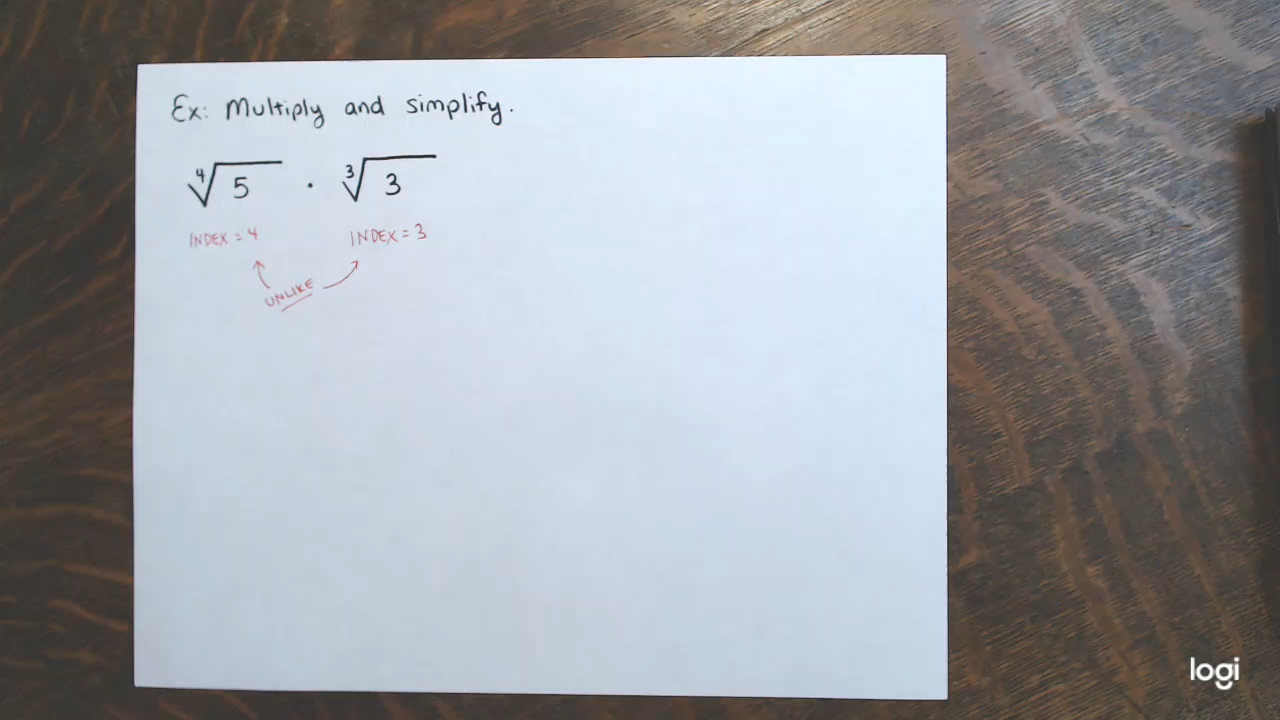 Ex: Multiply and simplify.
∜5 · ∛3
INDEX = 4 INDEX = 3
UNLIKE
logi